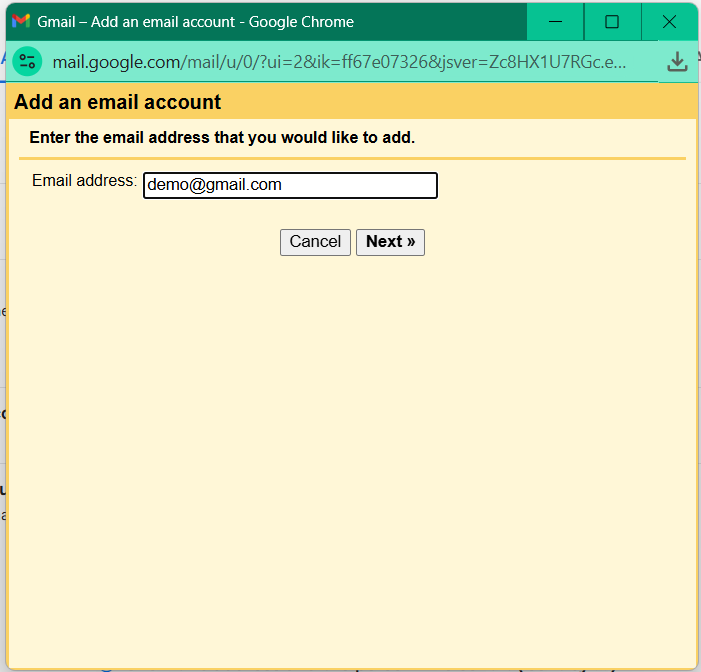 Gmail – Add an email account - Google Chrome
mail.google.com/mail/u/0/?ui=2&ik=ff67e07326&jsver=Zc8HX1U7RGc.e...
Add an email account
Enter the email address that you would like to add.
Email address: demo@gmail.com
Cancel Next »